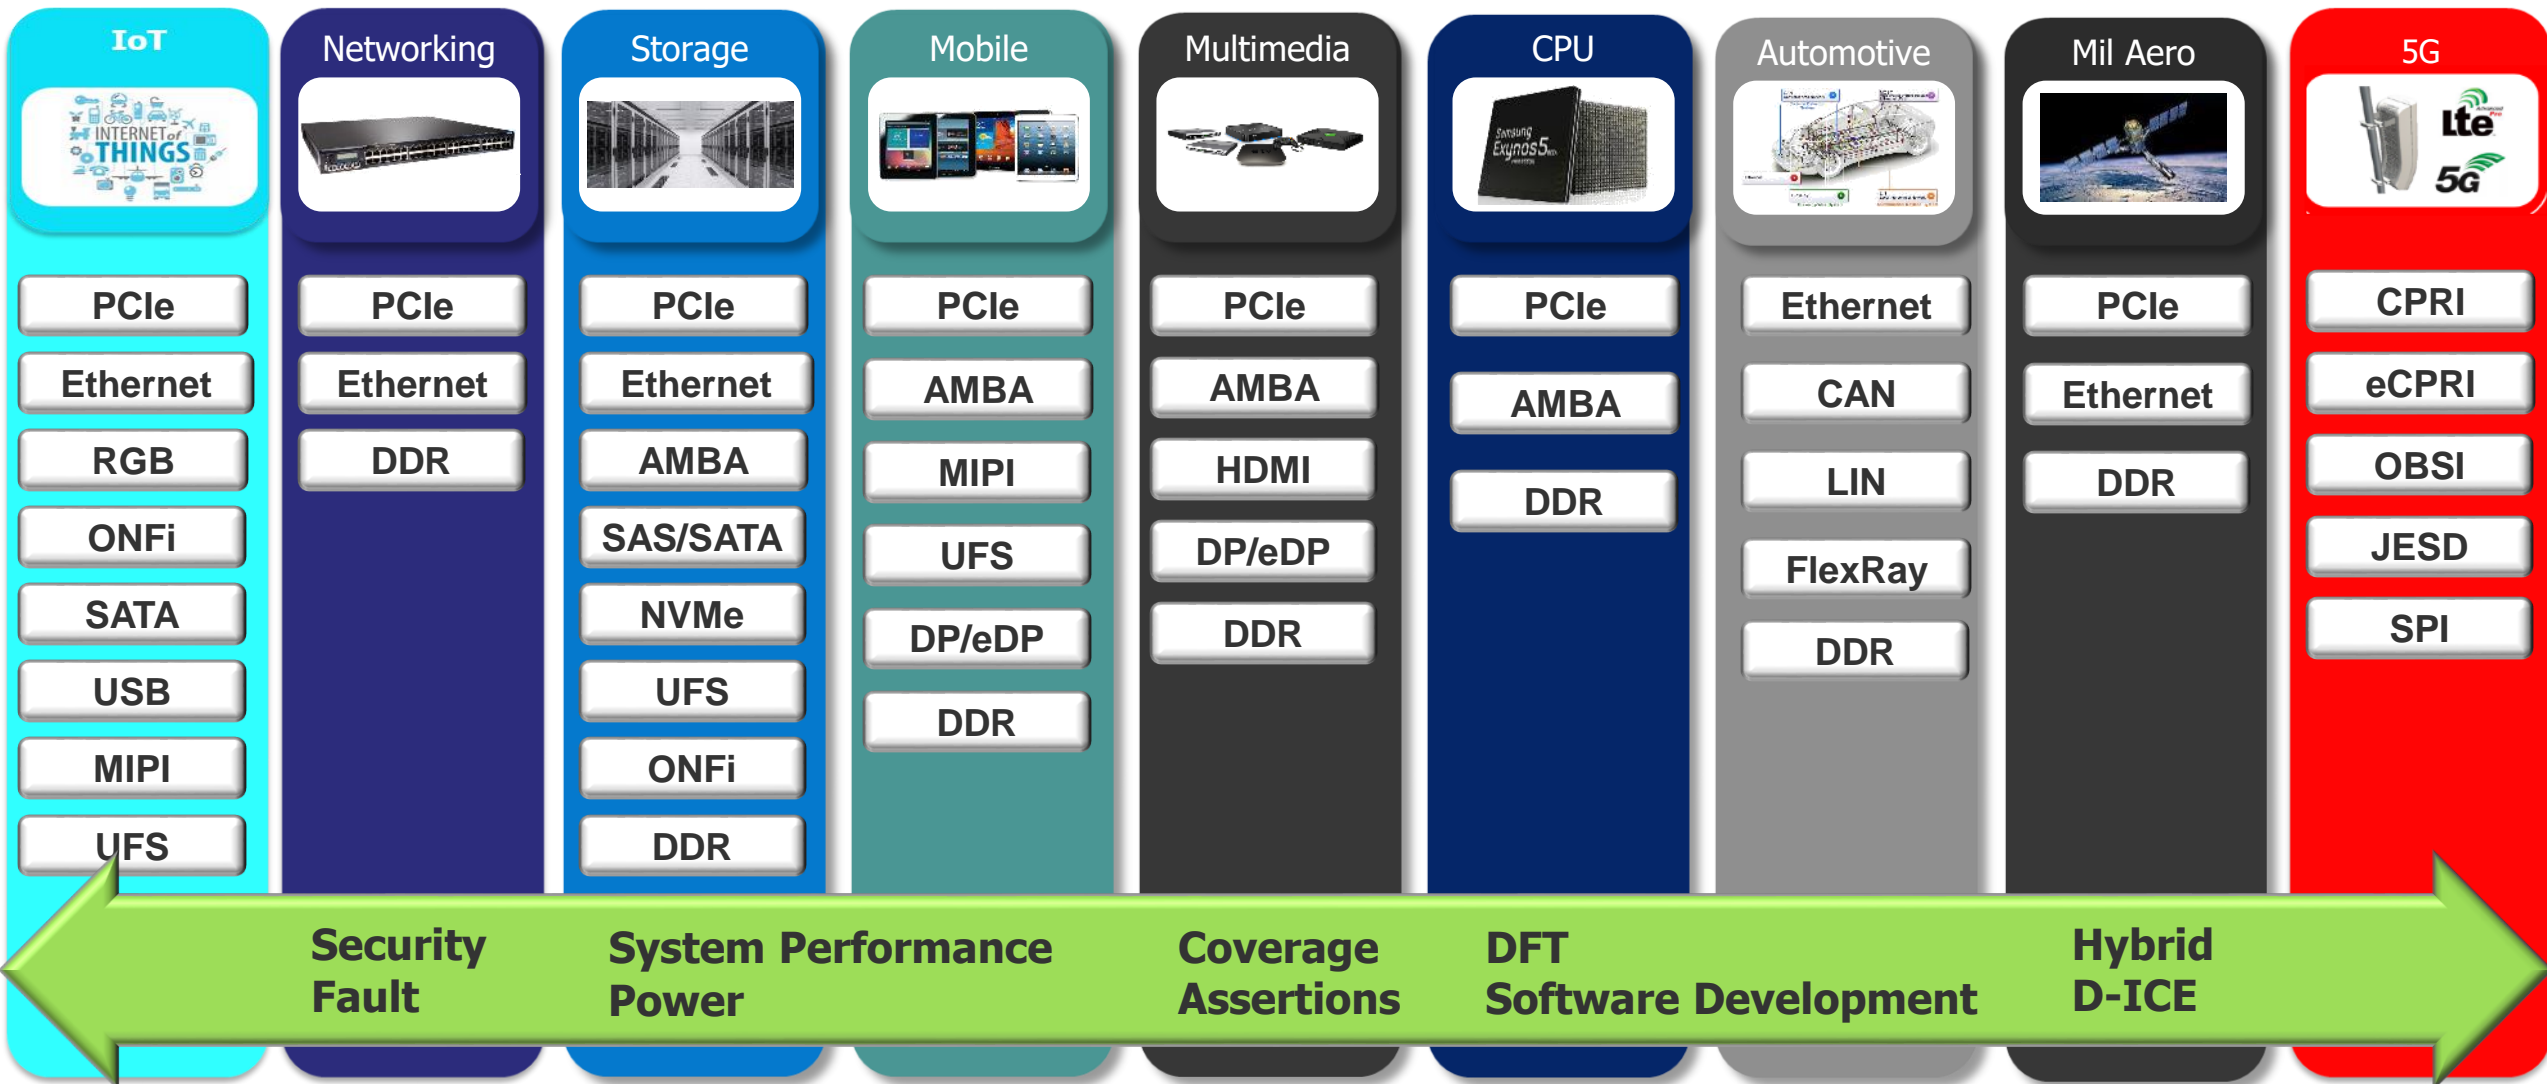 IoT
INTERNET of
THINGS
PCIe
Ethernet
RGB
ONFi
SATA
USB
MIPI
UFS
Networking
PCIe
Ethernet
DDR
Storage
PCIe
Ethernet
AMBA
SAS/SATA
NVMe
UFS
ONFi
DDR
Mobile
PCIe
AMBA
MIPI
UFS
DP/eDP
DDR
Multimedia
PCIe
AMBA
HDMI
DP/eDP
DDR
CPU
Samsung
Exynos5
PCIe
AMBA
DDR
Automotive
Ethernet
CAN
LIN
FlexRay
DDR
Mil Aero
PCIe
Ethernet
DDR
5G
Advanced
Pro
Lte
5G
CPRI
eCPRI
OBSI
JESD
SPI
Security
Fault
System Performance
Power
Coverage
Assertions
DFT
Software Development
Hybrid
D-ICE